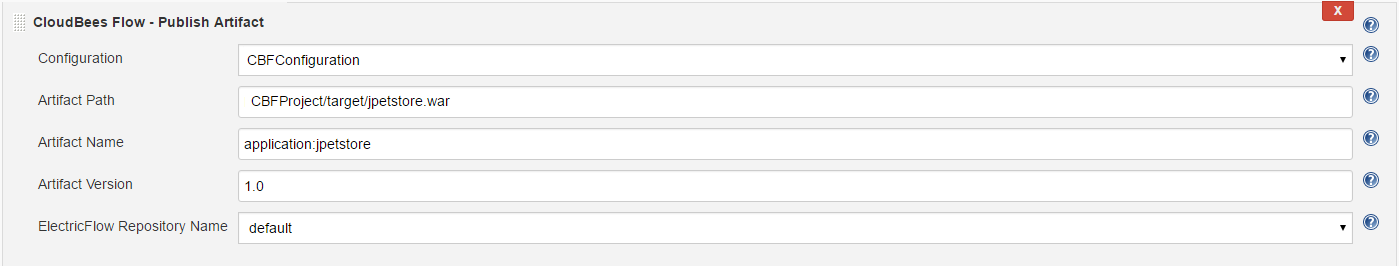 CloudBees Flow - Publish Artifact
X
Configuration
CBFConfiguration
Artifact Path
CBFProject/target/jpetstore.war
Artifact Name
application:jpetstore
Artifact Version
1.0
ElectricFlow Repository Name
default